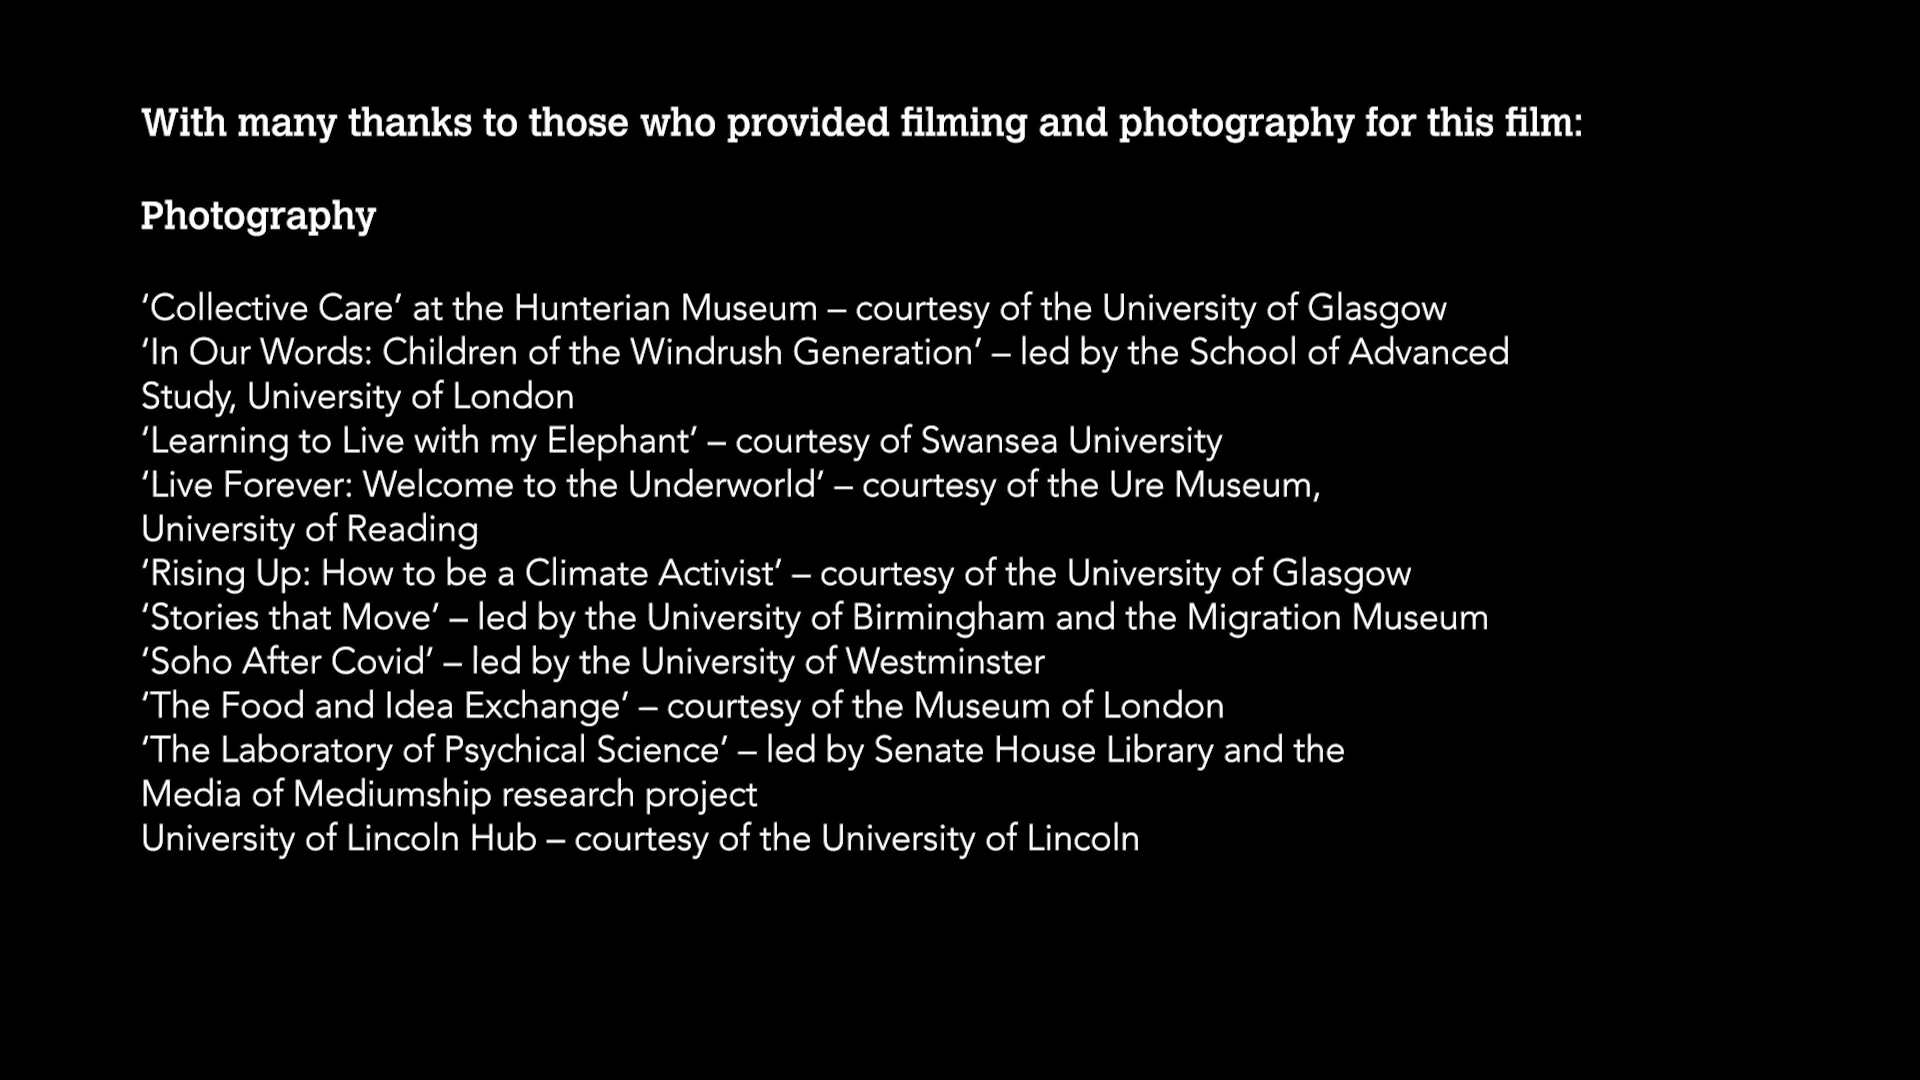 With many thanks to those who provided filming and photography for this film:
Photography
‘Collective Care’ at the Hunterian Museum – courtesy of the University of Glasgow
‘In Our Words: Children of the Windrush Generation’ – led by the School of Advanced
Study, University of London
‘Learning to Live with my Elephant’ – courtesy of Swansea University
‘Live Forever: Welcome to the Underworld’ – courtesy of the Ure Museum,
University of Reading
‘Rising Up: How to be a Climate Activist’ – courtesy of the University of Glasgow
‘Stories that Move’ – led by the University of Birmingham and the Migration Museum
‘Soho After Covid’ – led by the University of Westminster
‘The Food and Idea Exchange’ – courtesy of the Museum of London
‘The Laboratory of Psychical Science’ – led by Senate House Library and the
Media of Mediumship research project
University of Lincoln Hub – courtesy of the University of Lincoln